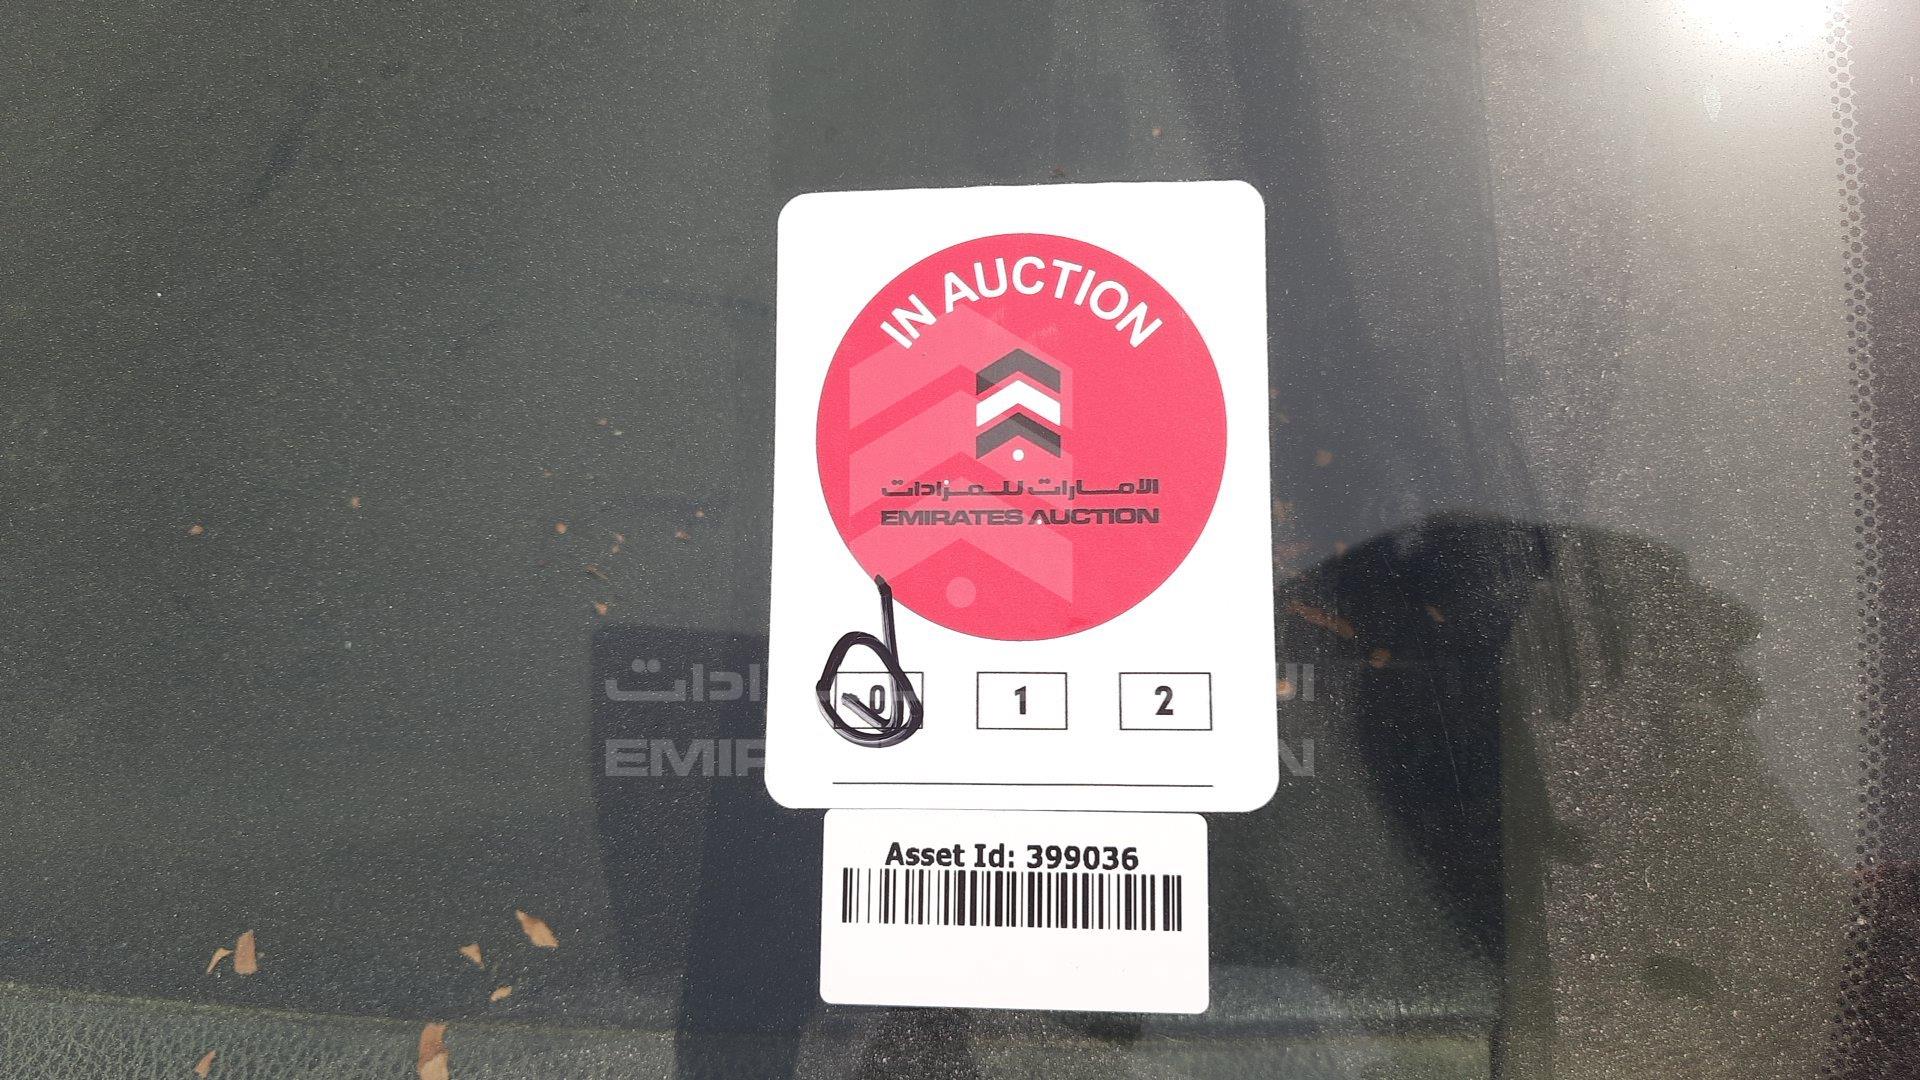 IN AUCTION
الامارات للمزادات
EMIRATES AUCTION
0 1 2
Asset Id: 399036